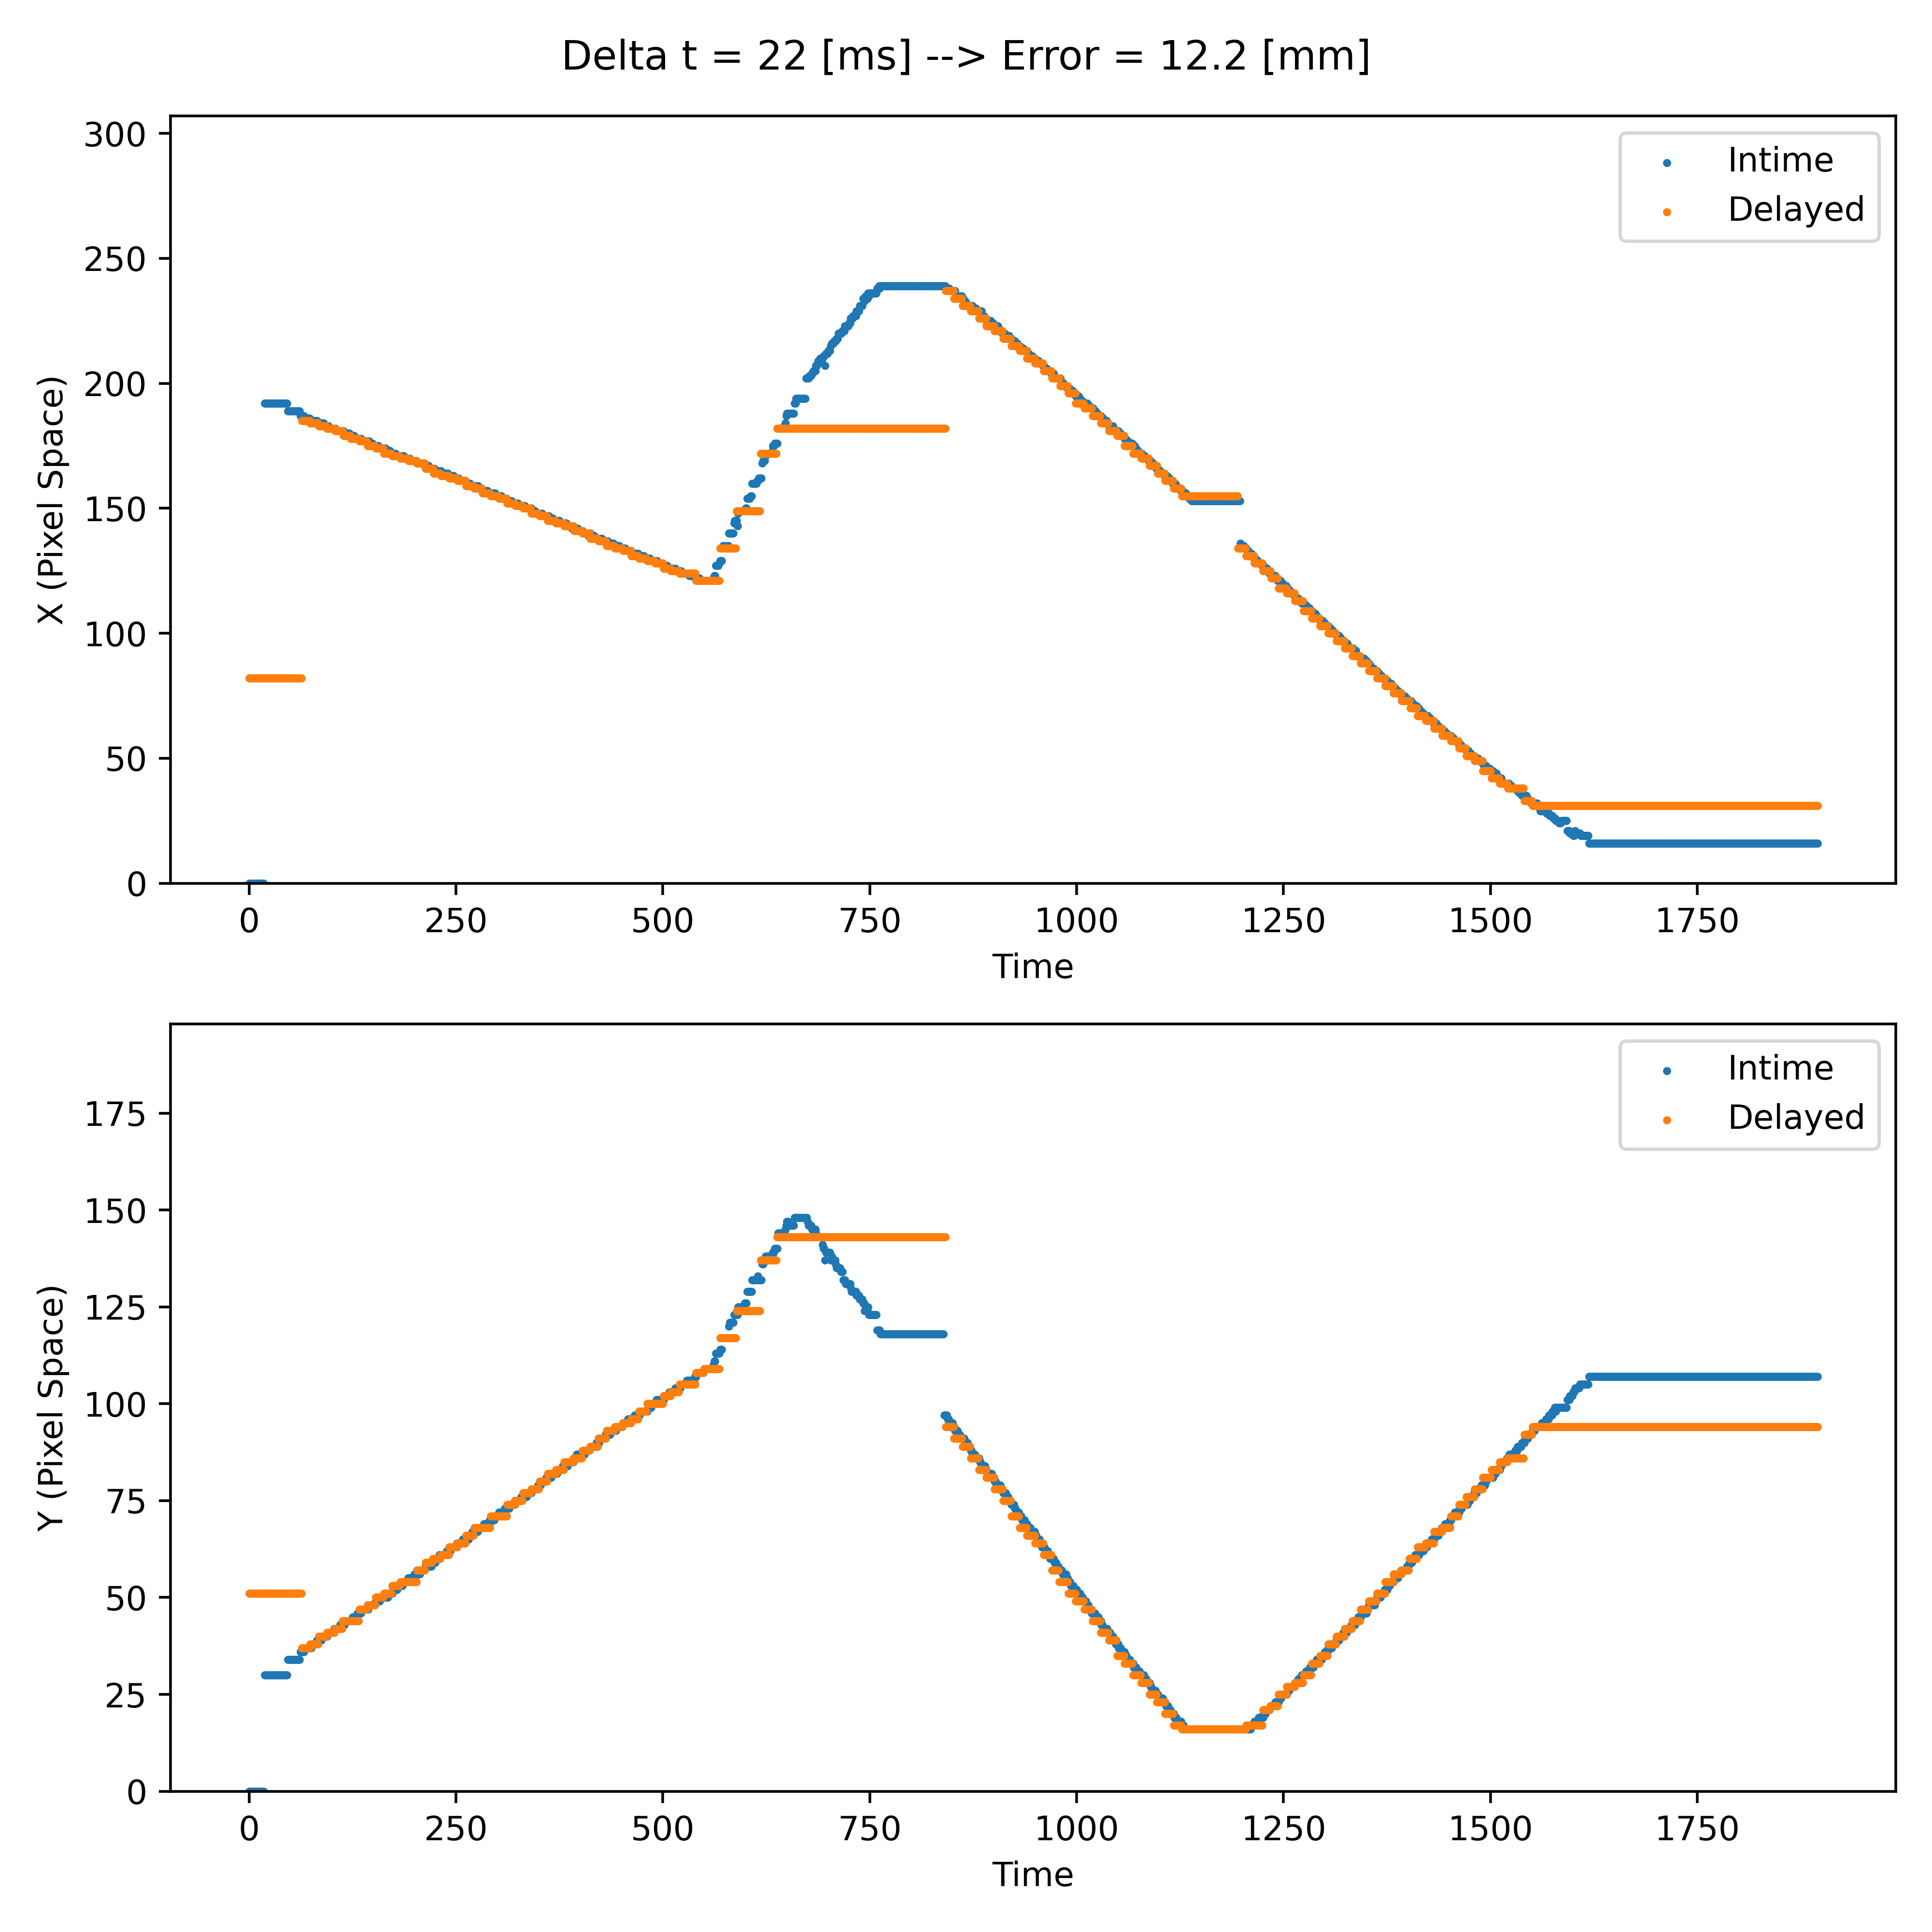 Delta t = 22 [ms] --> Error = 12.2 [mm]
300
250
200
150
100
50
0
X (Pixel Space)
Intime
Delayed
0 250 500 750 1000 1250 1500 1750
Time
175
150
125
100
75
50
25
0
Y (Pixel Space)
Intime
Delayed
0 250 500 750 1000 1250 1500 1750
Time